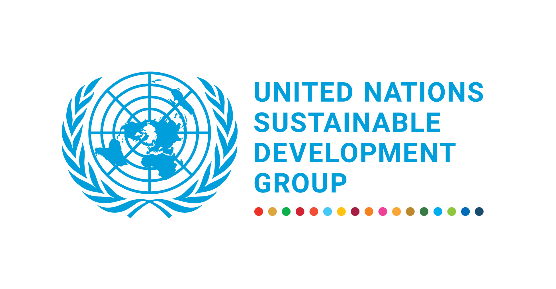 UNITED NATIONS
SUSTAINABLE
DEVELOPMENT
GROUP